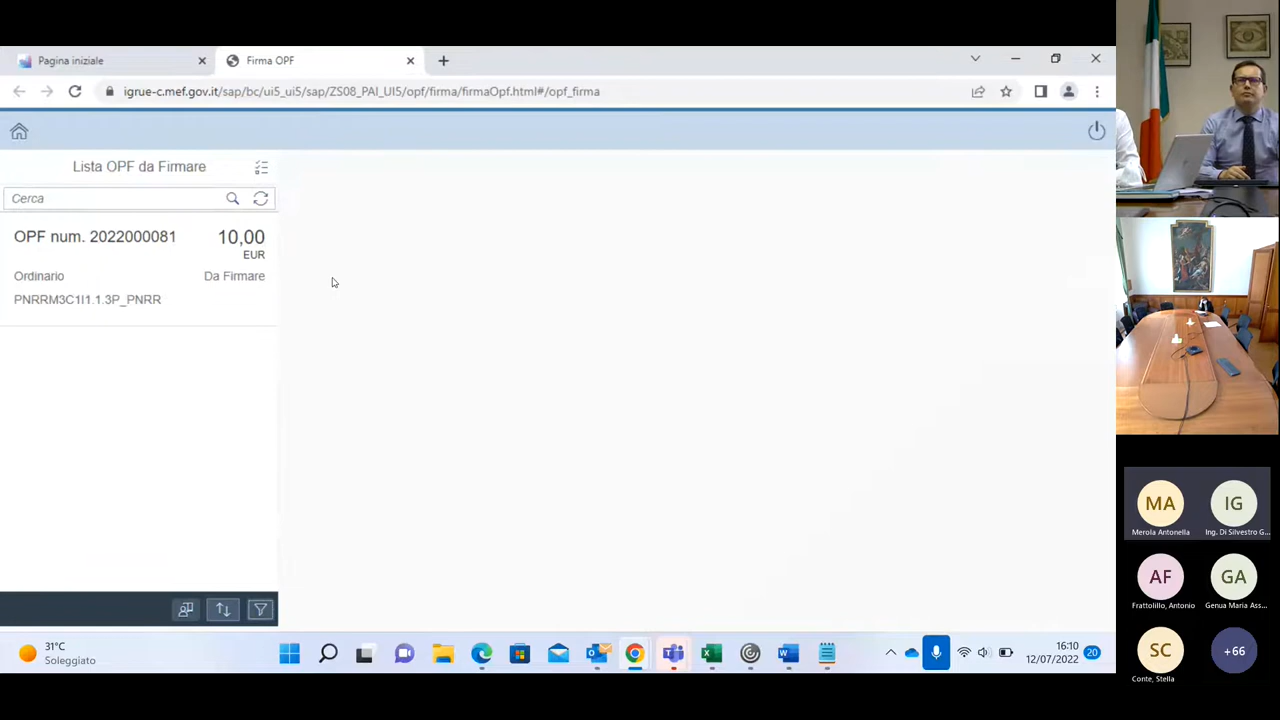 Pagina iniziale
Firma OPF
igrue-c.mef.gov.it/sap/bc/ui5_ui5/sap/ZS08_PAI_UI5/opf/firma/firmaOpf.html#/opf_firma
Lista OPF da Firmare
Cerca
OPF num. 2022000081
10,00
EUR
Ordinario
Da Firmare
PNRRM3C1I1.1.3P_PNRR
31°C
Soleggiato
16:10
12/07/2022
20
MA
Merola Antonella
IG
Ing. Di Silvestro G...
AF
Frattolillo, Antonio
GA
Genua Maria Ass...
SC
Conte, Stella
+66